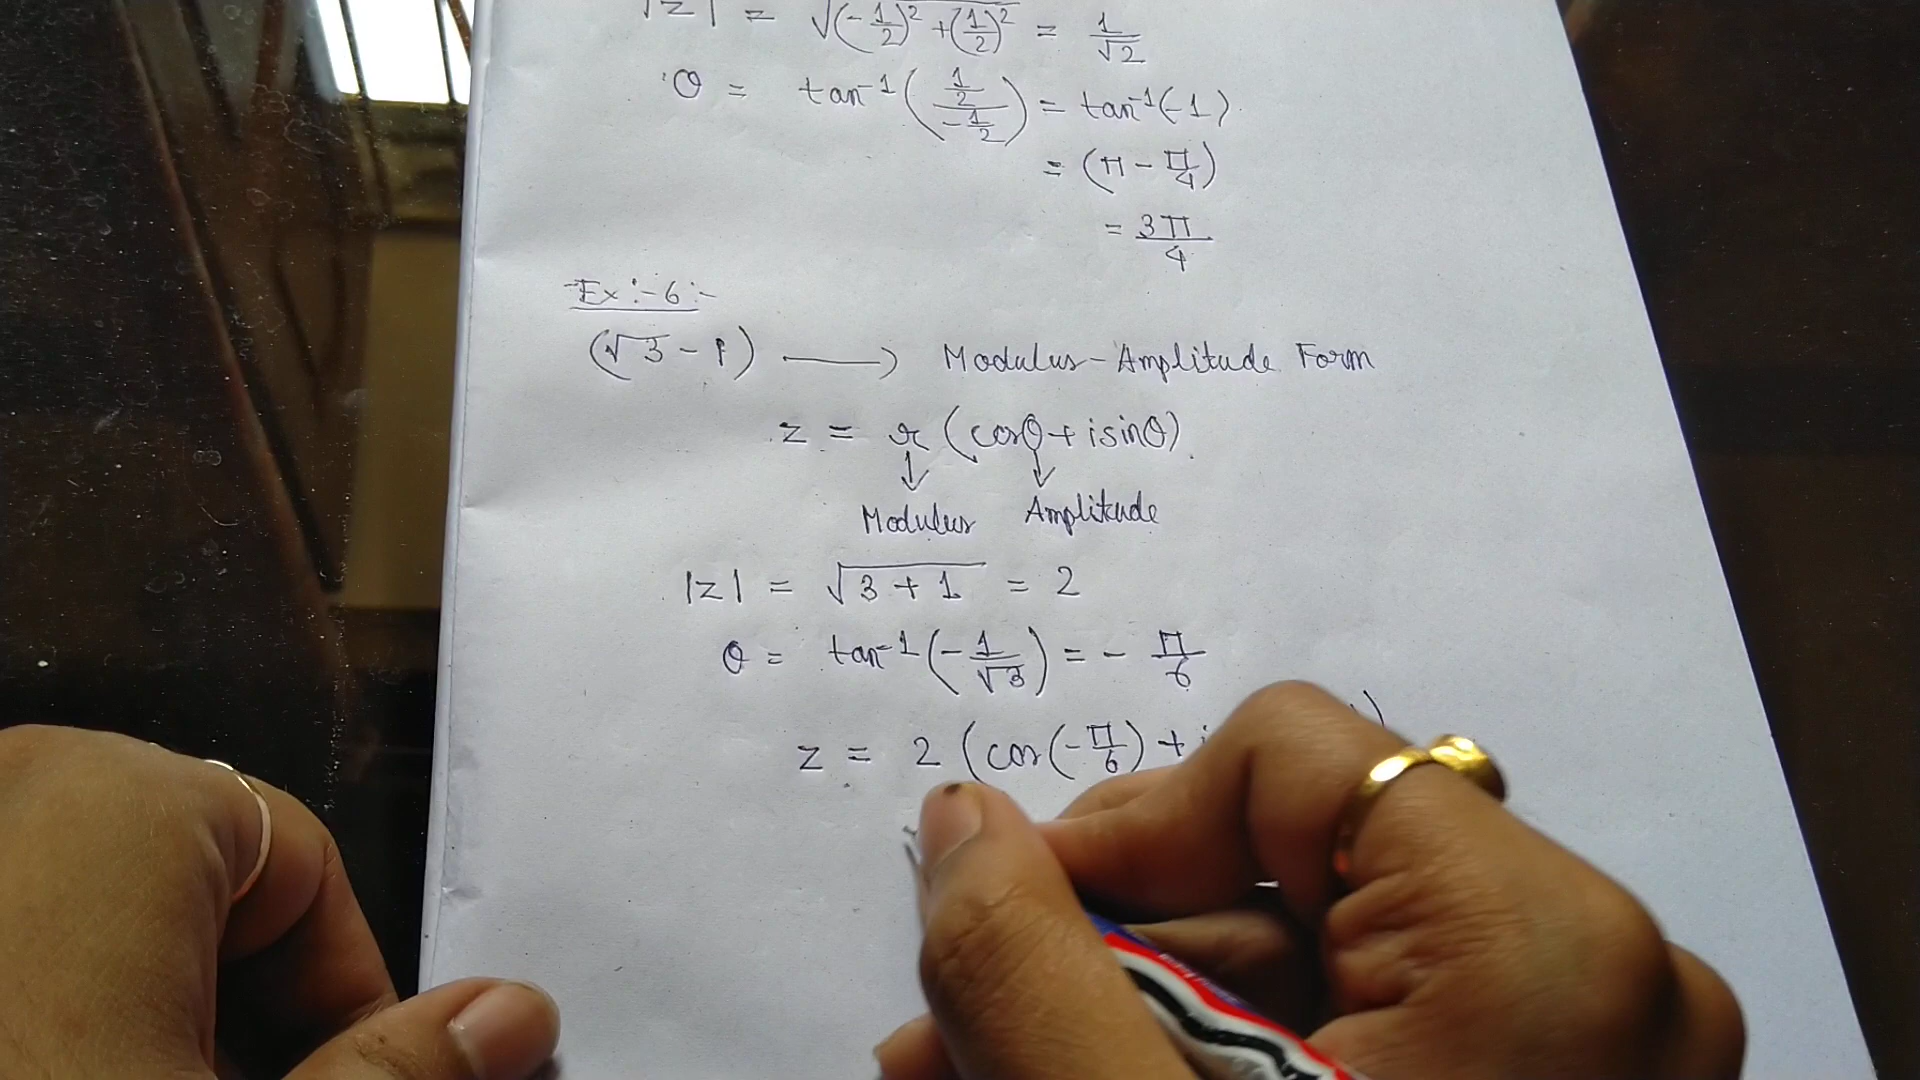 |z| = √(-1/2)² + (1/2)² = 1/√2
θ = tan⁻¹((1/2)/(-1/2)) = tan⁻¹(-1)
= (π - π/4)
= 3π/4
Ex:-6:-
(√3 - 1) ⟶ Modulus-Amplitude Form
z = r (cosθ + i sinθ)
Modulus Amplitude
|z| = √3 + 1 = 2
θ = tan⁻¹(-1/√3) = - π/6
z = 2 (cos(-π/6) + i